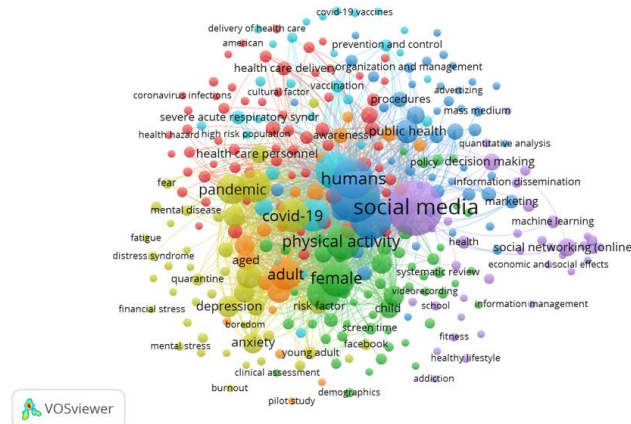 covid-19 vaccines
delivery of health care
american
prevention and control
health care delivery
organization and management
coronavirus infections
cultural factor
vaccination
advertizing
procedures
mass medium
severe acute respiratory syndr
health hazard
high risk population
awareness
public health
quantitative analysis
health care personnel
policy
decision making
fear
pandemic
humans
information dissemination
mental disease
covid-19
social media
marketing
machine learning
fatigue
physical activity
health
social networking (online
distress syndrome
aged
economic and social effects
quarantine
adult
female
systematic review
videorecording
financial stress
depression
risk factor
child
school
information management
boredom
screen time
mental stress
anxiety
facebook
fitness
young adult
healthy lifestyle
clinical assessment
addiction
burnout
demographics
pilot study
VOSviewer